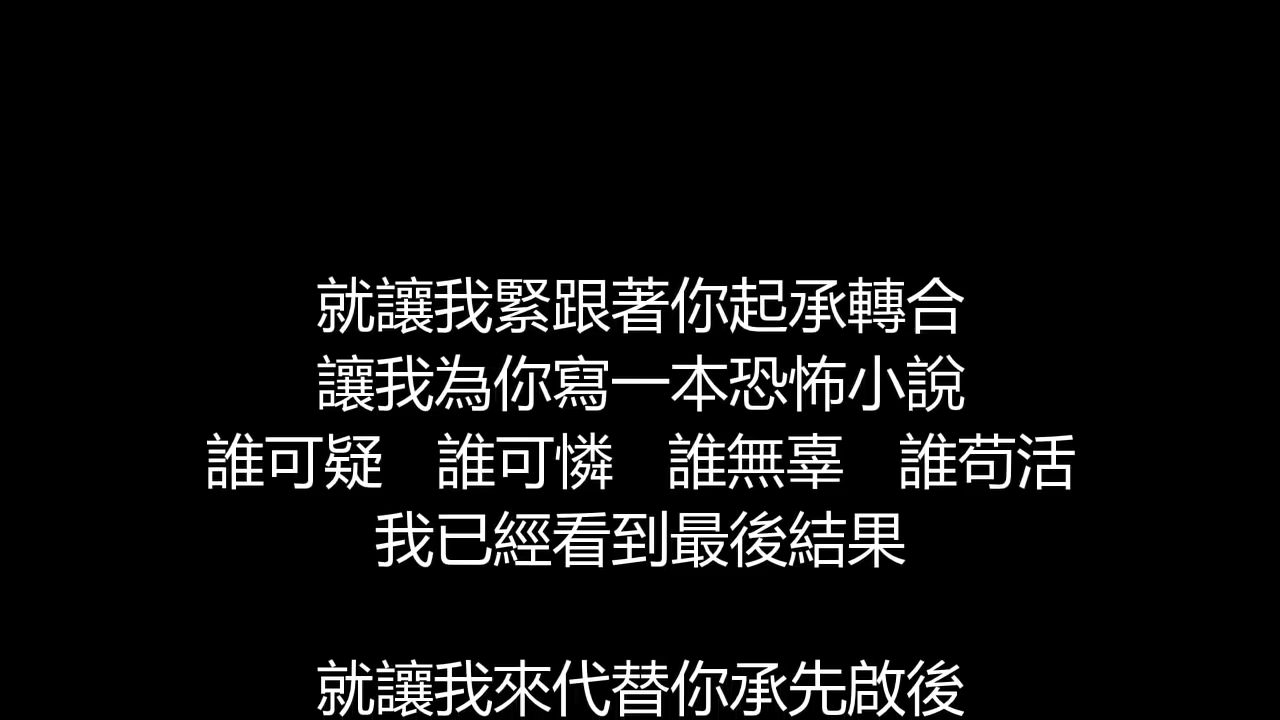 就讓我緊跟著你起承轉合
讓我為你寫一本恐怖小說
誰可疑　誰可憐　誰無辜　誰苟活
我已經看到最後結果
就讓我來代替你承先啟後